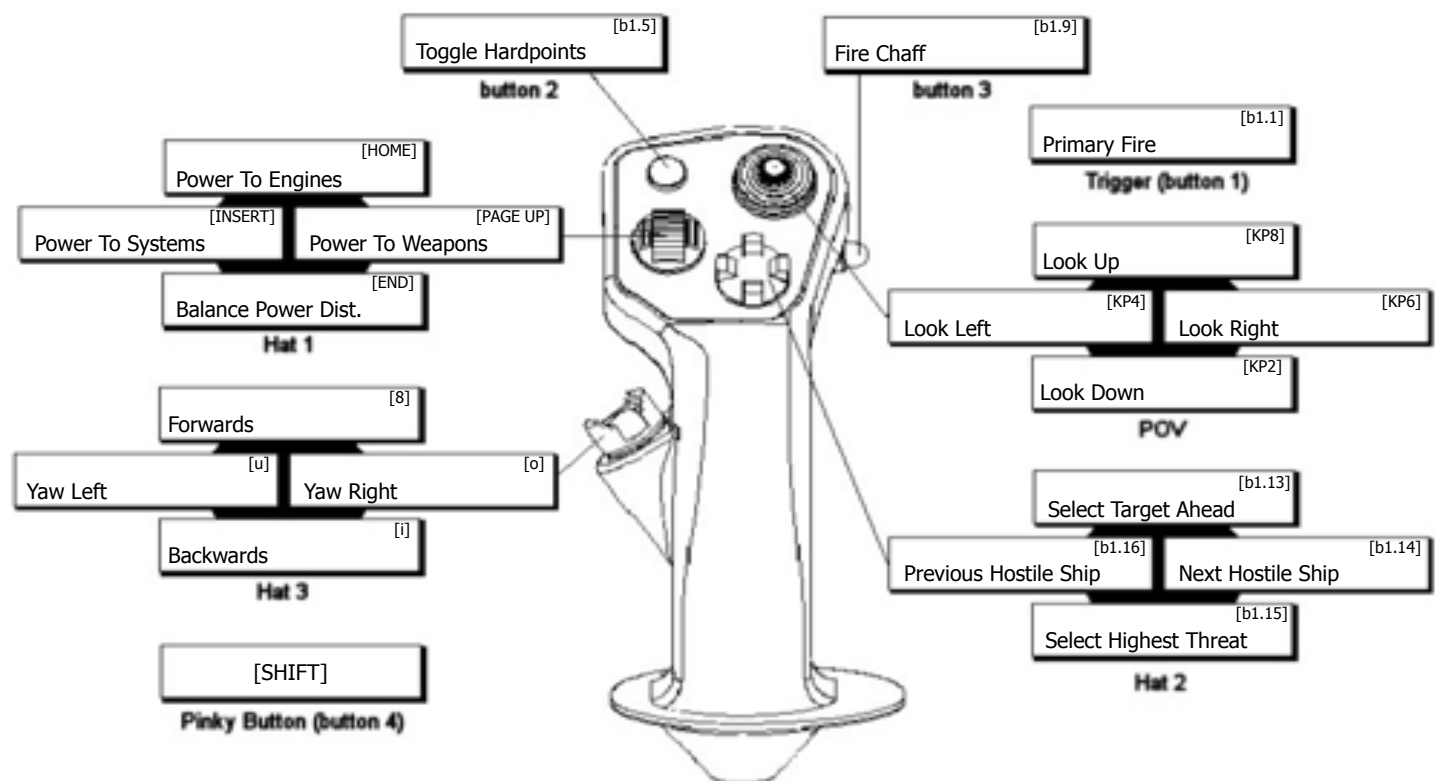 [b1.5]
Toggle Hardpoints
button 2
[b1.9]
Fire Chaff
button 3
[b1.1]
Primary Fire
Trigger (button 1)
[HOME]
Power To Engines
[INSERT]
Power To Systems
[PAGE UP]
Power To Weapons
[END]
Balance Power Dist.
Hat 1
[KP8]
Look Up
[KP4]
Look Left
[KP6]
Look Right
[KP2]
Look Down
POV
[8]
Forwards
[u]
Yaw Left
[o]
Yaw Right
[i]
Backwards
Hat 3
[b1.13]
Select Target Ahead
[b1.16]
Previous Hostile Ship
[b1.14]
Next Hostile Ship
[b1.15]
Select Highest Threat
Hat 2
[SHIFT]
Pinky Button (button 4)